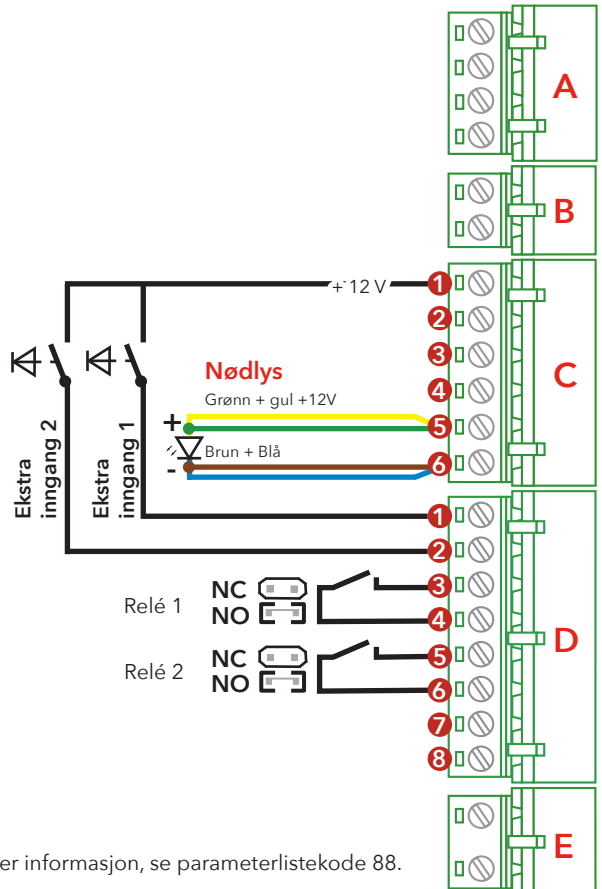 A
B
+ 12 V
1
2
3
4
5
6
C
Nødlys
Grønn + gul +12V
+
Brun + Blå
-
Ekstra
inngang 2
Ekstra
inngang 1
1
2
3
4
5
6
7
8
D
Relé 1
NC
NO
Relé 2
NC
NO
E
er informasjon, se parameterlistekode 88.